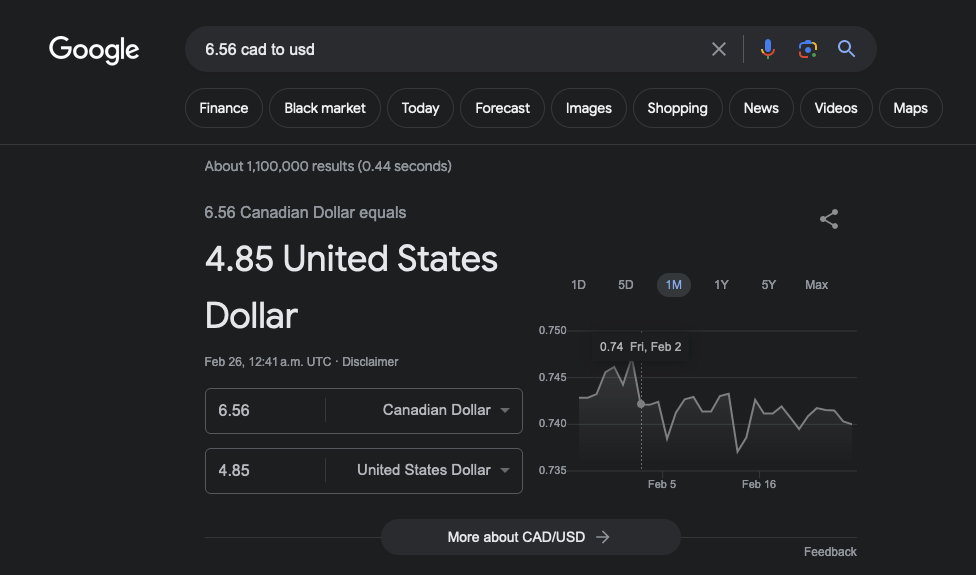 Google
6.56 cad to usd
Finance Black market Today Forecast Images Shopping News Videos Maps
About 1,100,000 results (0.44 seconds)
6.56 Canadian Dollar equals
4.85 United States
Dollar
Feb 26, 12:41 a.m. UTC · Disclaimer
6.56 Canadian Dollar
4.85 United States Dollar
1D 5D 1M 1Y 5Y Max
0.750
0.74 Fri, Feb 2
0.745
0.740
0.735
Feb 5 Feb 16
More about CAD/USD
Feedback